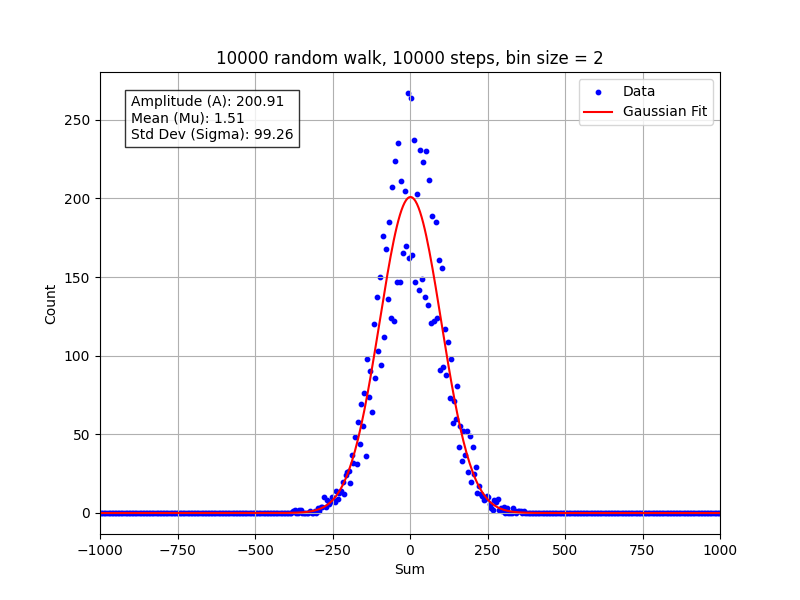 10000 random walk, 10000 steps, bin size = 2
Amplitude (A): 200.91
Mean (Mu): 1.51
Std Dev (Sigma): 99.26
Data
Gaussian Fit
250
200
150
100
50
0
Count
−1000 −750 −500 −250 0 250 500 750 1000
Sum